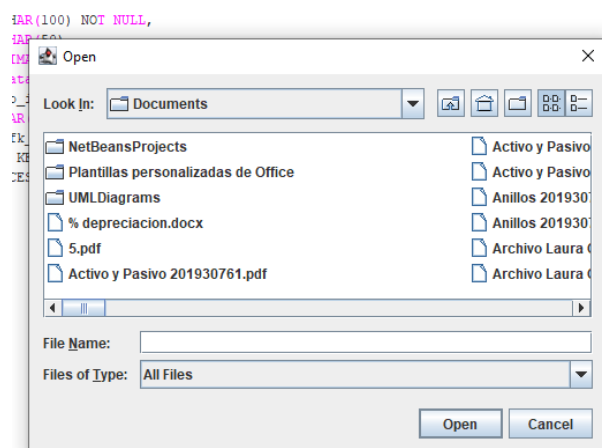 HAR(100) NOT NULL,
Open
Look In: Documents
NetBeansProjects
Plantillas personalizadas de Office
UMLDiagrams
% depreciacion.docx
5.pdf
Activo y Pasivo 201930761.pdf
Activo y Pasivo
Activo y Pasivo
Anillos 201930
Anillos 201930
Archivo Laura
Archivo Laura
File Name:
Files of Type: All Files
Open Cancel